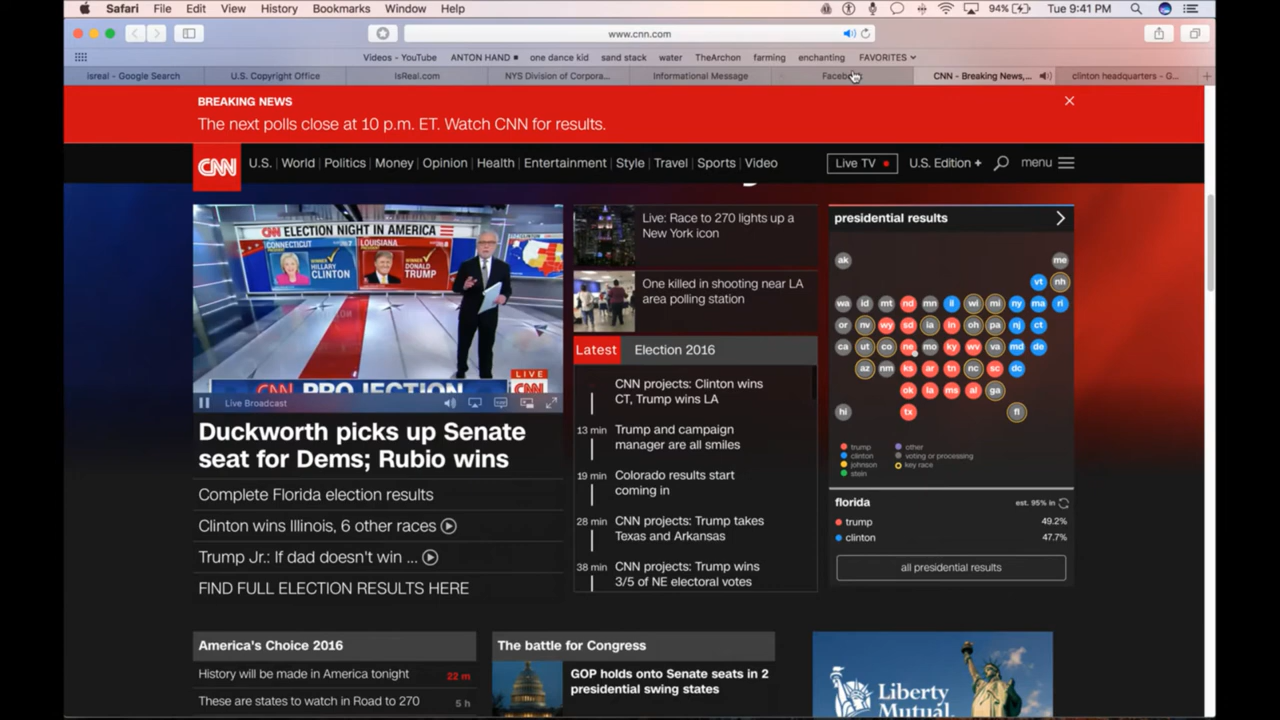 Safari File Edit View History Bookmarks Window Help
94% Tue 9:41 PM
www.cnn.com
Videos - YouTube ANTON HAND one dance kid sand stack water TheArchon farming enchanting FAVORITES
isreal - Google Search U.S. Copyright Office IsReal.com NYS Division of Corpora... Informational Message CNN - Breaking News,... clinton headquarters - G...
BREAKING NEWS
The next polls close at 10 p.m. ET. Watch CNN for results.
CNN U.S. World Politics Money Opinion Health Entertainment Style Travel Sports Video Live TV U.S. Edition + menu
CNN ELECTION NIGHT IN AMERICA
CONNECTICUT LOUISIANA
WINNER HILLARY CLINTON
WINNER DONALD TRUMP
LIVE
CNN
CNN PROJECTION
Live Broadcast
Duckworth picks up Senate
seat for Dems; Rubio wins
Complete Florida election results
Clinton wins Illinois, 6 other races
Trump Jr.: If dad doesn't win ...
FIND FULL ELECTION RESULTS HERE
Live: Race to 270 lights up a
New York icon
One killed in shooting near LA
area polling station
Latest Election 2016
CNN projects: Clinton wins
CT, Trump wins LA
13 min Trump and campaign
manager are all smiles
19 min Colorado results start
coming in
28 min CNN projects: Trump takes
Texas and Arkansas
38 min CNN projects: Trump wins
3/5 of NE electoral votes
presidential results
ak me
vt nh
wa id mt nd mn il wi mi ny ma ri
or nv wy sd ia in oh pa nj ct
ca ut co ne mo ky wv va md de
az nm ks ar tn nc sc dc
ok la ms al ga
hi tx fl
trump other
clinton voting or processing
johnson key race
stein
florida est. 95% in
trump 49.2%
clinton 47.7%
all presidential results
America's Choice 2016
History will be made in America tonight 22 m
These are states to watch in Road to 270 5 h
The battle for Congress
GOP holds onto Senate seats in 2
presidential swing states
Liberty
Mutual.